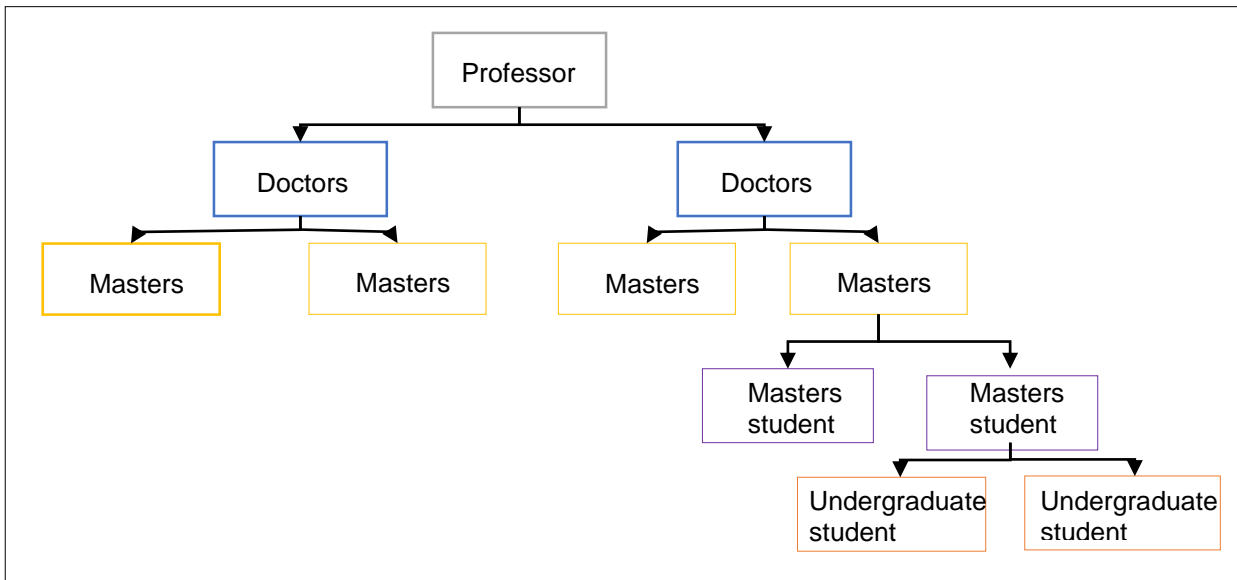 Professor
Doctors
Doctors
Masters
Masters
Masters
Masters
Masters
student
Masters
student
Undergraduate
student
Undergraduate
student